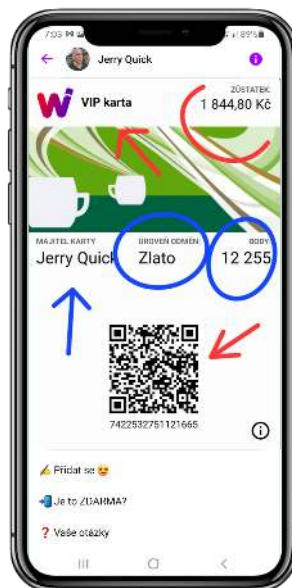 7:03
89%
Jerry Quick
Wi VIP karta
ZŮSTATEK
1 844,80 Kč
MAJITEL KARTY ÚROVEŇ ODMĚN BODY
Jerry Quick Zlato 12 255
7422532751121665
Přidat se
Je to ZDARMA?
? Vaše otázky